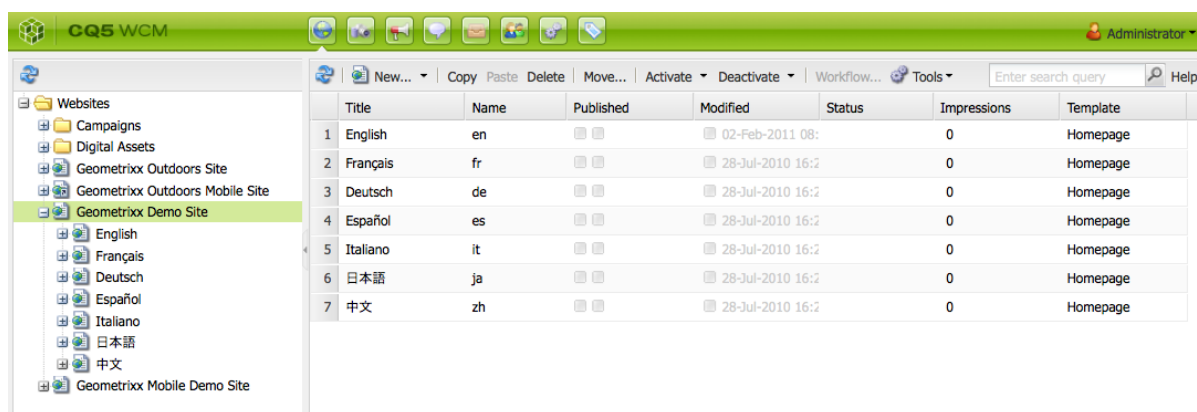 CQ5 WCM
Administrator
New... Copy Paste Delete Move... Activate Deactivate Workflow... Tools Enter search query Help
Websites
Campaigns
Digital Assets
Geometrixx Outdoors Site
Geometrixx Outdoors Mobile Site
Geometrixx Demo Site
English
Français
Deutsch
Español
Italiano
日本語
中文
Geometrixx Mobile Demo Site
Title Name Published Modified Status Impressions Template
1 English en 02-Feb-2011 08: 0 Homepage
2 Français fr 28-Jul-2010 16:2 0 Homepage
3 Deutsch de 28-Jul-2010 16:2 0 Homepage
4 Español es 28-Jul-2010 16:2 0 Homepage
5 Italiano it 28-Jul-2010 16:2 0 Homepage
6 日本語 ja 28-Jul-2010 16:2 0 Homepage
7 中文 zh 28-Jul-2010 16:2 0 Homepage